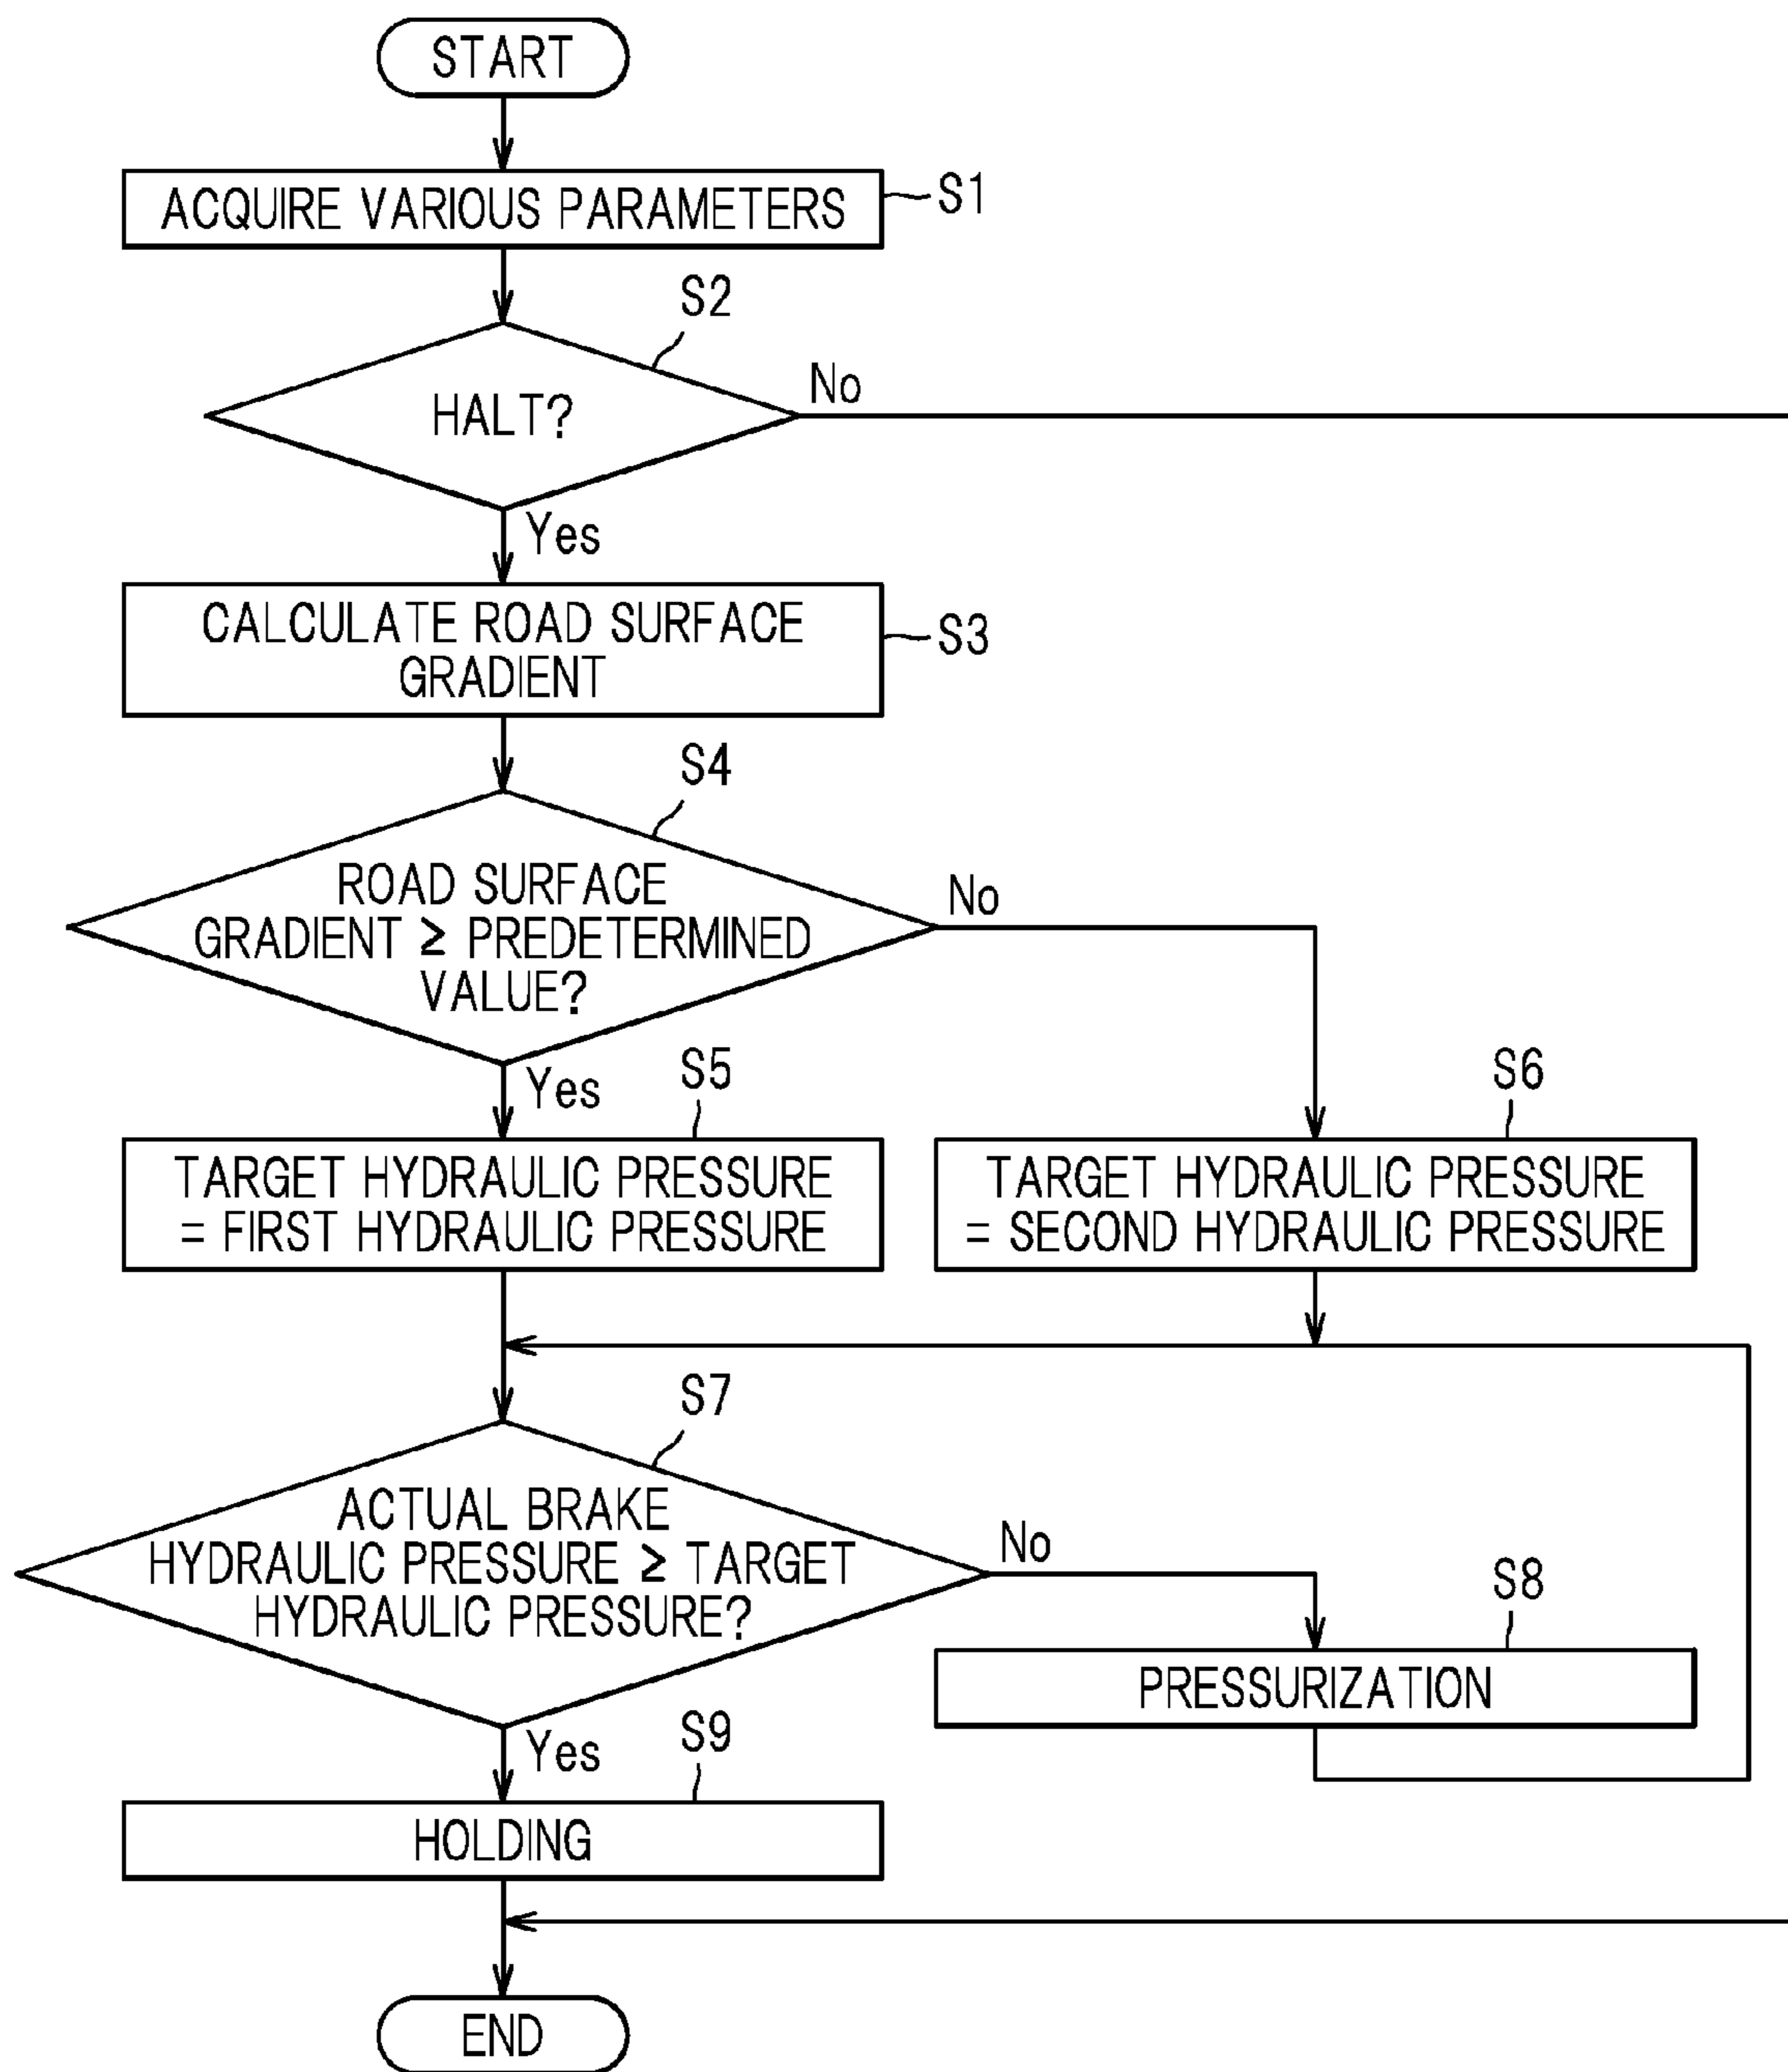 START
ACQUIRE VARIOUS PARAMETERS
S1
S2
HALT?
No
Yes
CALCULATE ROAD SURFACE
GRADIENT
S3
S4
ROAD SURFACE
GRADIENT ≥ PREDETERMINED
VALUE?
No
Yes
S5
S6
TARGET HYDRAULIC PRESSURE
= FIRST HYDRAULIC PRESSURE
TARGET HYDRAULIC PRESSURE
= SECOND HYDRAULIC PRESSURE
S7
ACTUAL BRAKE
HYDRAULIC PRESSURE ≥ TARGET
HYDRAULIC PRESSURE?
No
S8
PRESSURIZATION
Yes
S9
HOLDING
END